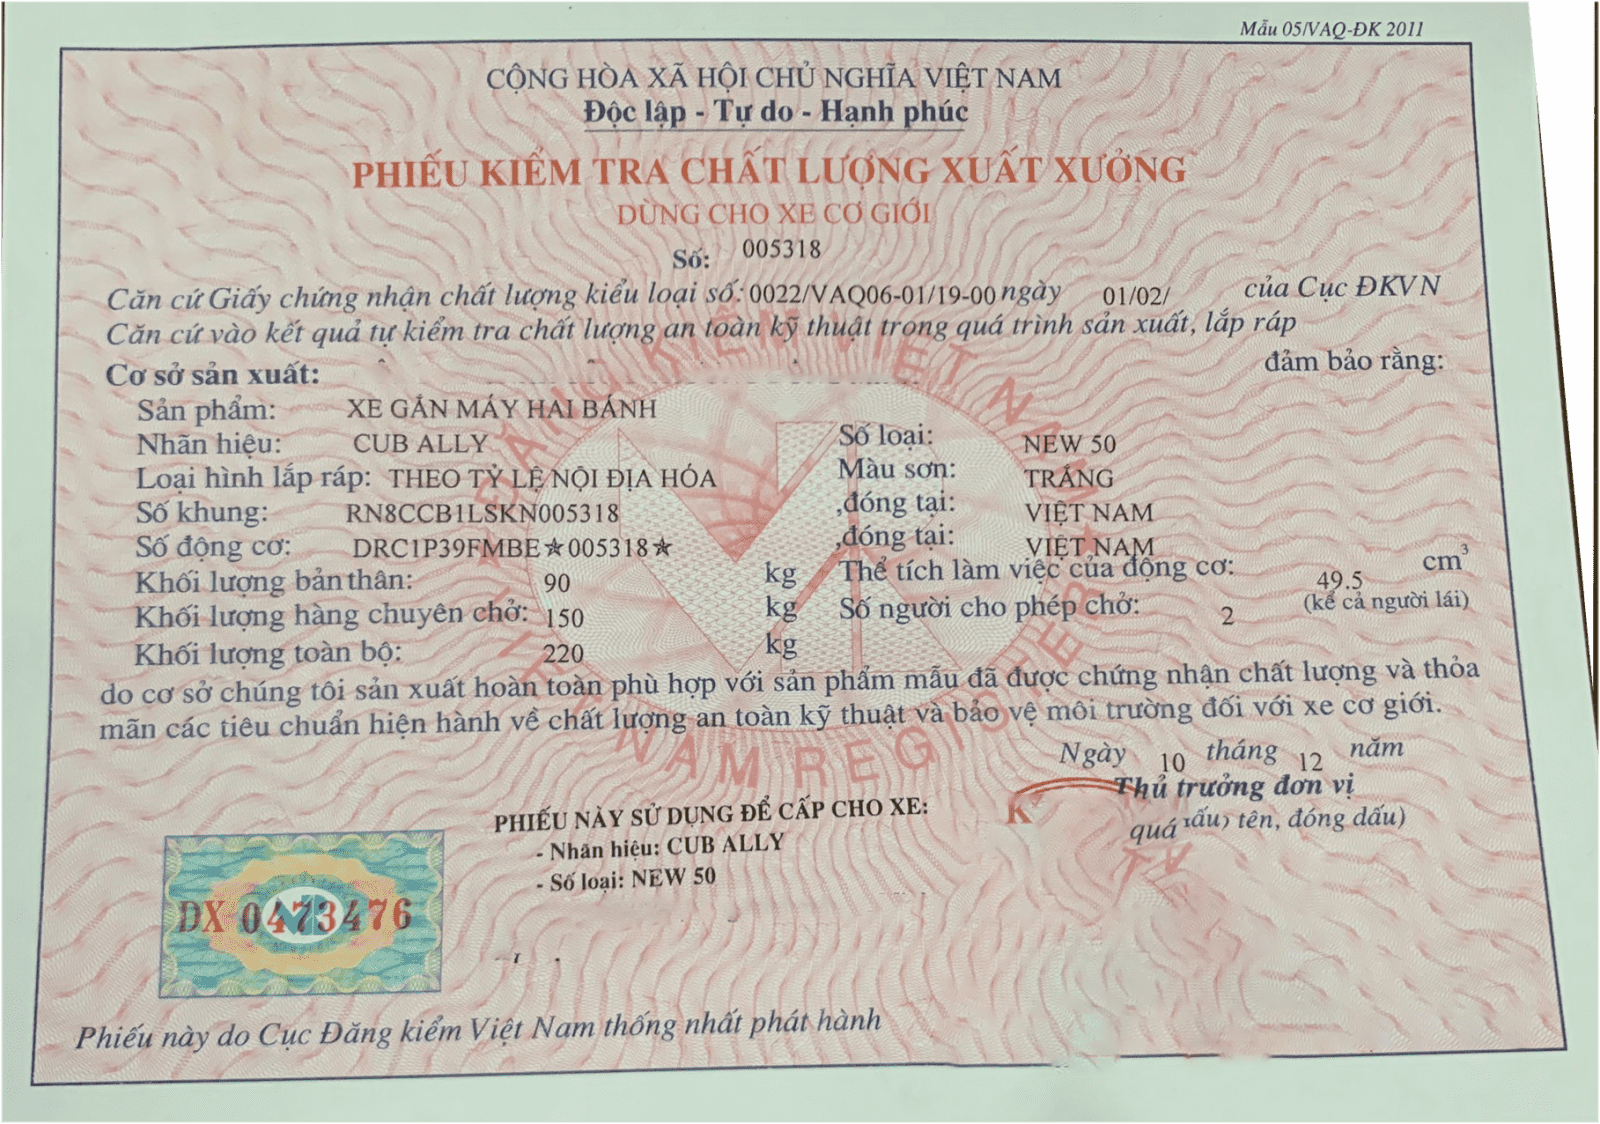 Mẫu 05/VAQ-ĐK 2011
CỘNG HÒA XÃ HỘI CHỦ NGHĨA VIỆT NAM
Độc lập - Tự do - Hạnh phúc
PHIẾU KIỂM TRA CHẤT LƯỢNG XUẤT XƯỞNG
DÙNG CHO XE CƠ GIỚI
Số: 005318
Căn cứ Giấy chứng nhận chất lượng kiểu loại số: 0022/VAQ06-01/19-00 ngày 01/02/ của Cục ĐKVN
Căn cứ vào kết quả tự kiểm tra chất lượng an toàn kỹ thuật trong quá trình sản xuất, lắp ráp
Cơ sở sản xuất: đảm bảo rằng:
Sản phẩm: XE GẮN MÁY HAI BÁNH
Nhãn hiệu: CUB ALLY Số loại: NEW 50
Loại hình lắp ráp: THEO TỶ LỆ NỘI ĐỊA HÓA Màu sơn: TRẮNG
Số khung: RN8CCB1LSKN005318 ,đóng tại: VIỆT NAM
Số động cơ: DRC1P39FMBE★005318★ ,đóng tại: VIỆT NAM
Khối lượng bản thân: 90 kg Thể tích làm việc của động cơ: 49.5 cm³
Khối lượng hàng chuyên chở: 150 kg Số người cho phép chở: 2 (kể cả người lái)
Khối lượng toàn bộ: 220 kg
do cơ sở chúng tôi sản xuất hoàn toàn phù hợp với sản phẩm mẫu đã được chứng nhận chất lượng và thỏa
mãn các tiêu chuẩn hiện hành về chất lượng an toàn kỹ thuật và bảo vệ môi trường đối với xe cơ giới.
Ngày 10 tháng 12 năm
Thủ trưởng đơn vị
tên, đóng dấu)
PHIẾU NÀY SỬ DỤNG ĐỂ CẤP CHO XE:
- Nhãn hiệu: CUB ALLY
- Số loại: NEW 50
DX 0473476
Phiếu này do Cục Đăng kiểm Việt Nam thống nhất phát hành
ĐĂNG KIỂM VIỆT NAM
VIETNAM REGISTER